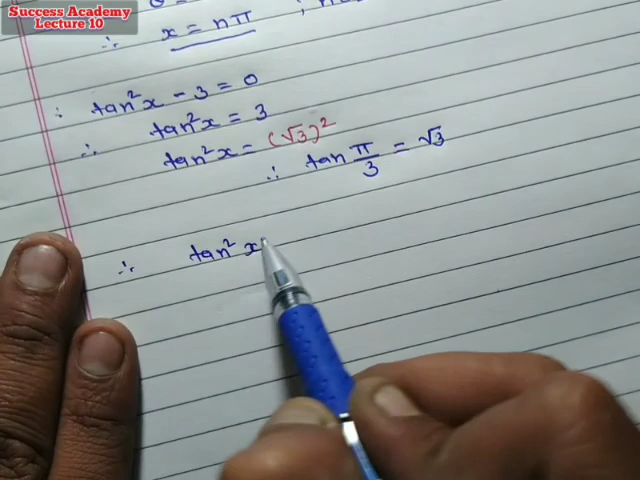 Success Academy
Lecture 10
∴ x = nπ ;
∴ tan²x - 3 = 0
∴ tan²x = 3
tan²x = (√3)²
∴ tan π/3 = √3
∴ tan²x